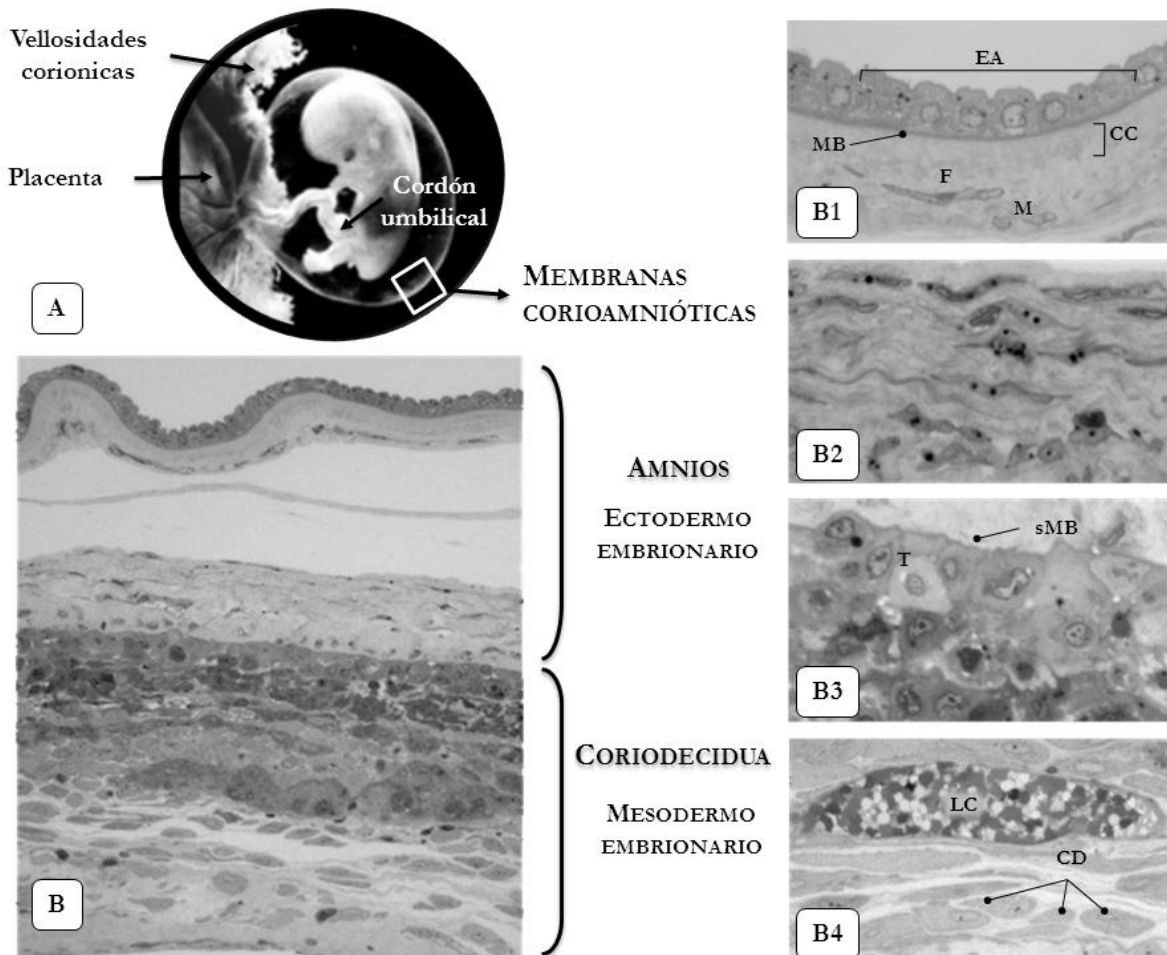 Vellosidades
corionicas
Placenta
Cordón
umbilical
MEMBRANAS
CORIOAMNIÓTICAS
A
AMNIOS
ECTODERMO
EMBRIONARIO
CORIODECIDUA
MESODERMO
EMBRIONARIO
B
EA
MB
CC
F
M
B1
B2
sMB
T
B3
LC
CD
B4